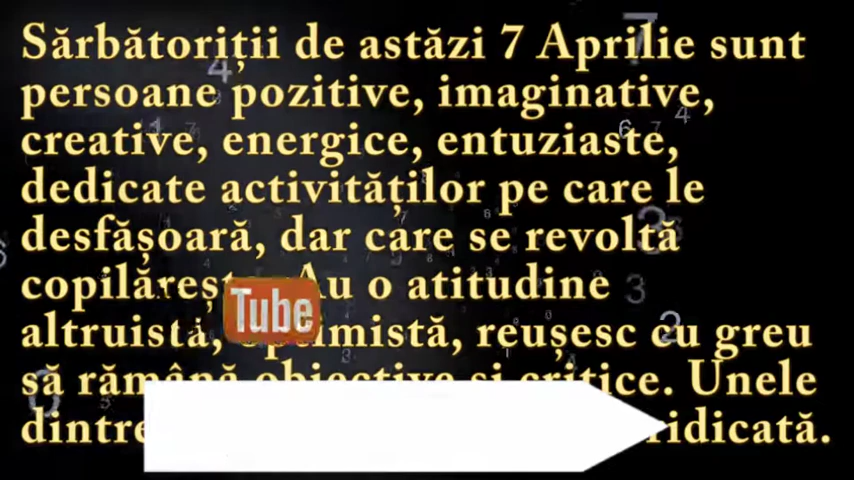 Sărbătoriții de astăzi 7 Aprilie sunt
persoane pozitive, imaginative,
creative, energice, entuziaste,
dedicate activităților pe care le
desfășoară, dar care se revoltă
Au o atitudine
Tube
altruistă, optimistă, reușesc cu greu
să rămână obiective și critice. Unele
dintre ridicată.